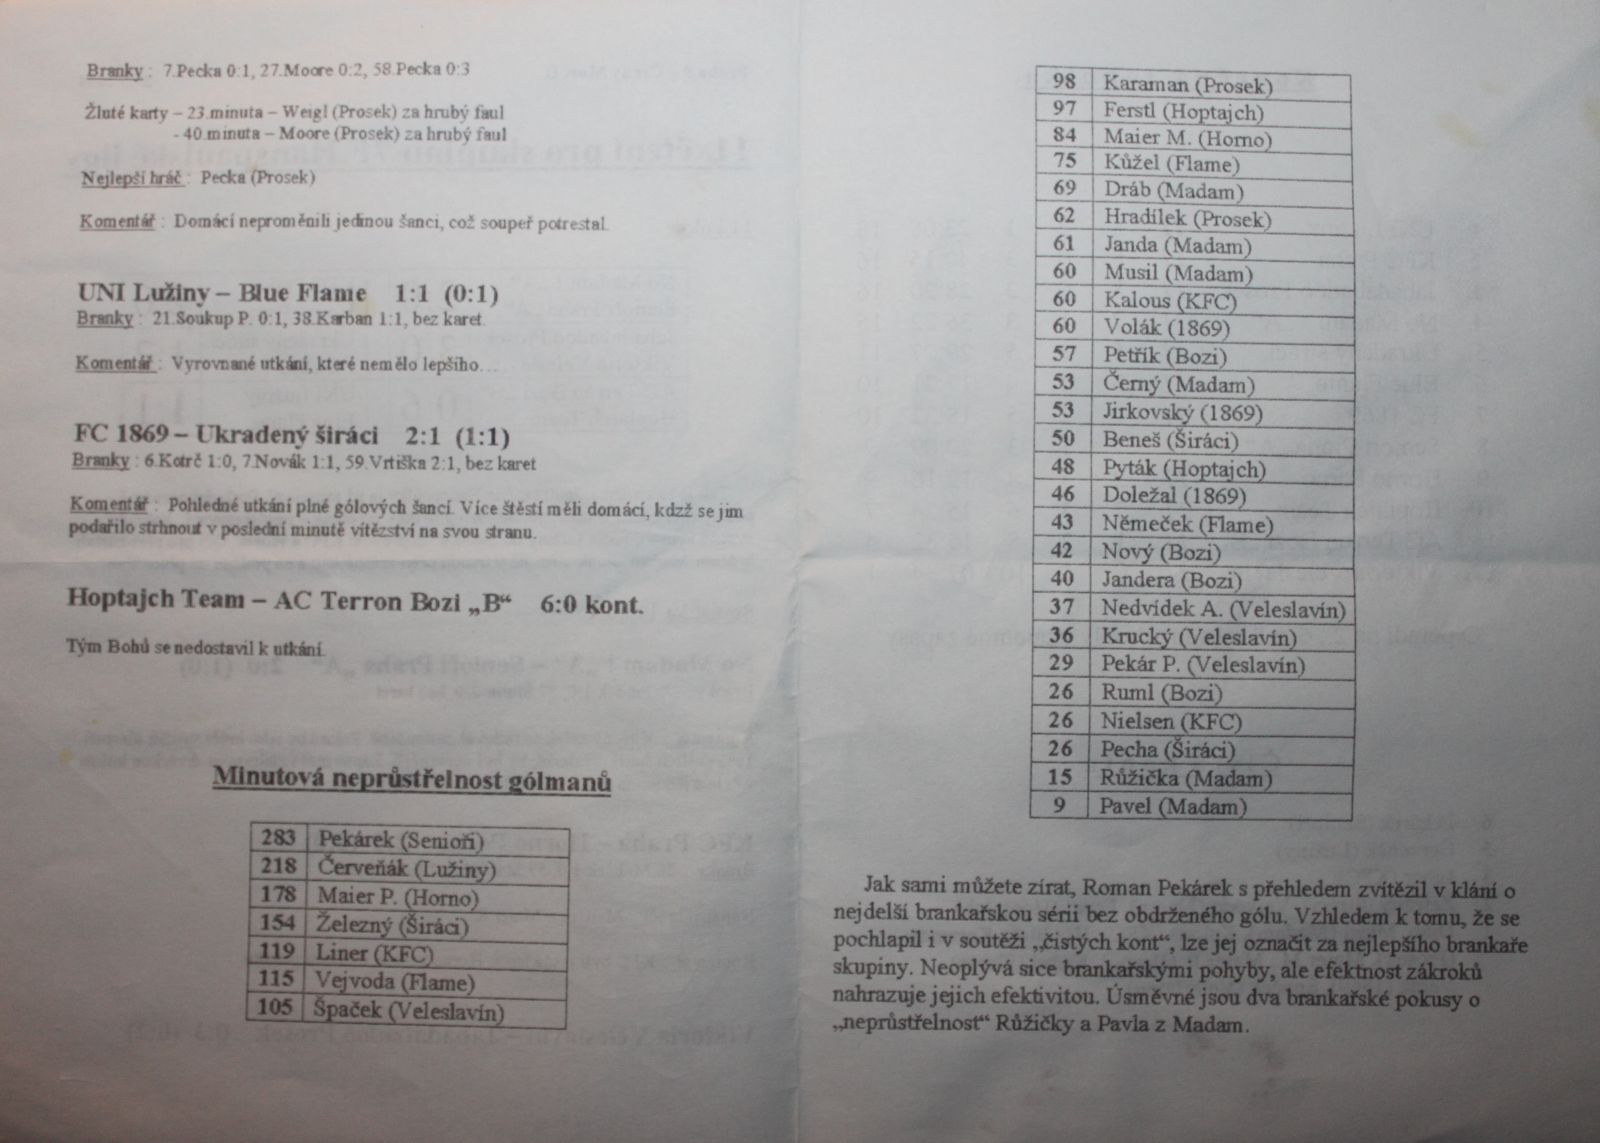 Branky : 7.Pecka 0:1, 27.Moore 0:2, 58.Pecka 0:3
Žluté karty – 23.minuta – Weigl (Prosek) za hrubý faul
- 40.minuta – Moore (Prosek) za hrubý faul
Nejlepší hráč : Pecka (Prosek)
Komentář : Domácí neproměnili jedinou šanci, což soupeř potrestal.
UNI Lužiny – Blue Flame 1:1 (0:1)
Branky : 21.Soukup P. 0:1, 38.Karban 1:1, bez karet.
Komentář : Vyrovnané utkání, které nemělo lepšího…
FC 1869 – Ukradený širáci 2:1 (1:1)
Branky : 6.Kotrč 1:0, 7.Novák 1:1, 59.Vrtiška 2:1, bez karet
Komentář : Pohledné utkání plné gólových šancí. Více štěstí měli domácí, kdzž se jim
podařilo strhnout v poslední minutě vítězství na svou stranu.
Hoptajch Team – AC Terron Bozi „B“ 6:0 kont.
Tým Bohů se nedostavil k utkání.
Minutová neprůstřelnost gólmanů
283 Pekárek (Senioři)
218 Červeňák (Lužiny)
178 Maier P. (Horno)
154 Železný (Širáci)
119 Liner (KFC)
115 Vejvoda (Flame)
105 Špaček (Veleslavín)
98 Karaman (Prosek)
97 Ferstl (Hoptajch)
84 Maier M. (Horno)
75 Kůžel (Flame)
69 Dráb (Madam)
62 Hradílek (Prosek)
61 Janda (Madam)
60 Musil (Madam)
60 Kalous (KFC)
60 Volák (1869)
57 Petřík (Bozi)
53 Černý (Madam)
53 Jirkovský (1869)
50 Beneš (Širáci)
48 Pyták (Hoptajch)
46 Doležal (1869)
43 Němeček (Flame)
42 Nový (Bozi)
40 Jandera (Bozi)
37 Nedvídek A. (Veleslavín)
36 Krucký (Veleslavín)
29 Pekár P. (Veleslavín)
26 Ruml (Bozi)
26 Nielsen (KFC)
26 Pecha (Širáci)
15 Růžička (Madam)
9 Pavel (Madam)
Jak sami můžete zírat, Roman Pekárek s přehledem zvítězil v klání o
nejdelší brankařskou sérii bez obdrženého gólu. Vzhledem k tomu, že se
pochlapil i v soutěži „čistých kont“, lze jej označit za nejlepšího brankaře
skupiny. Neoplývá sice brankařskými pohyby, ale efektnost zákroků
nahrazuje jejich efektivitou. Úsměvné jsou dva brankařské pokusy o
„neprůstřelnost“ Růžičky a Pavla z Madam.